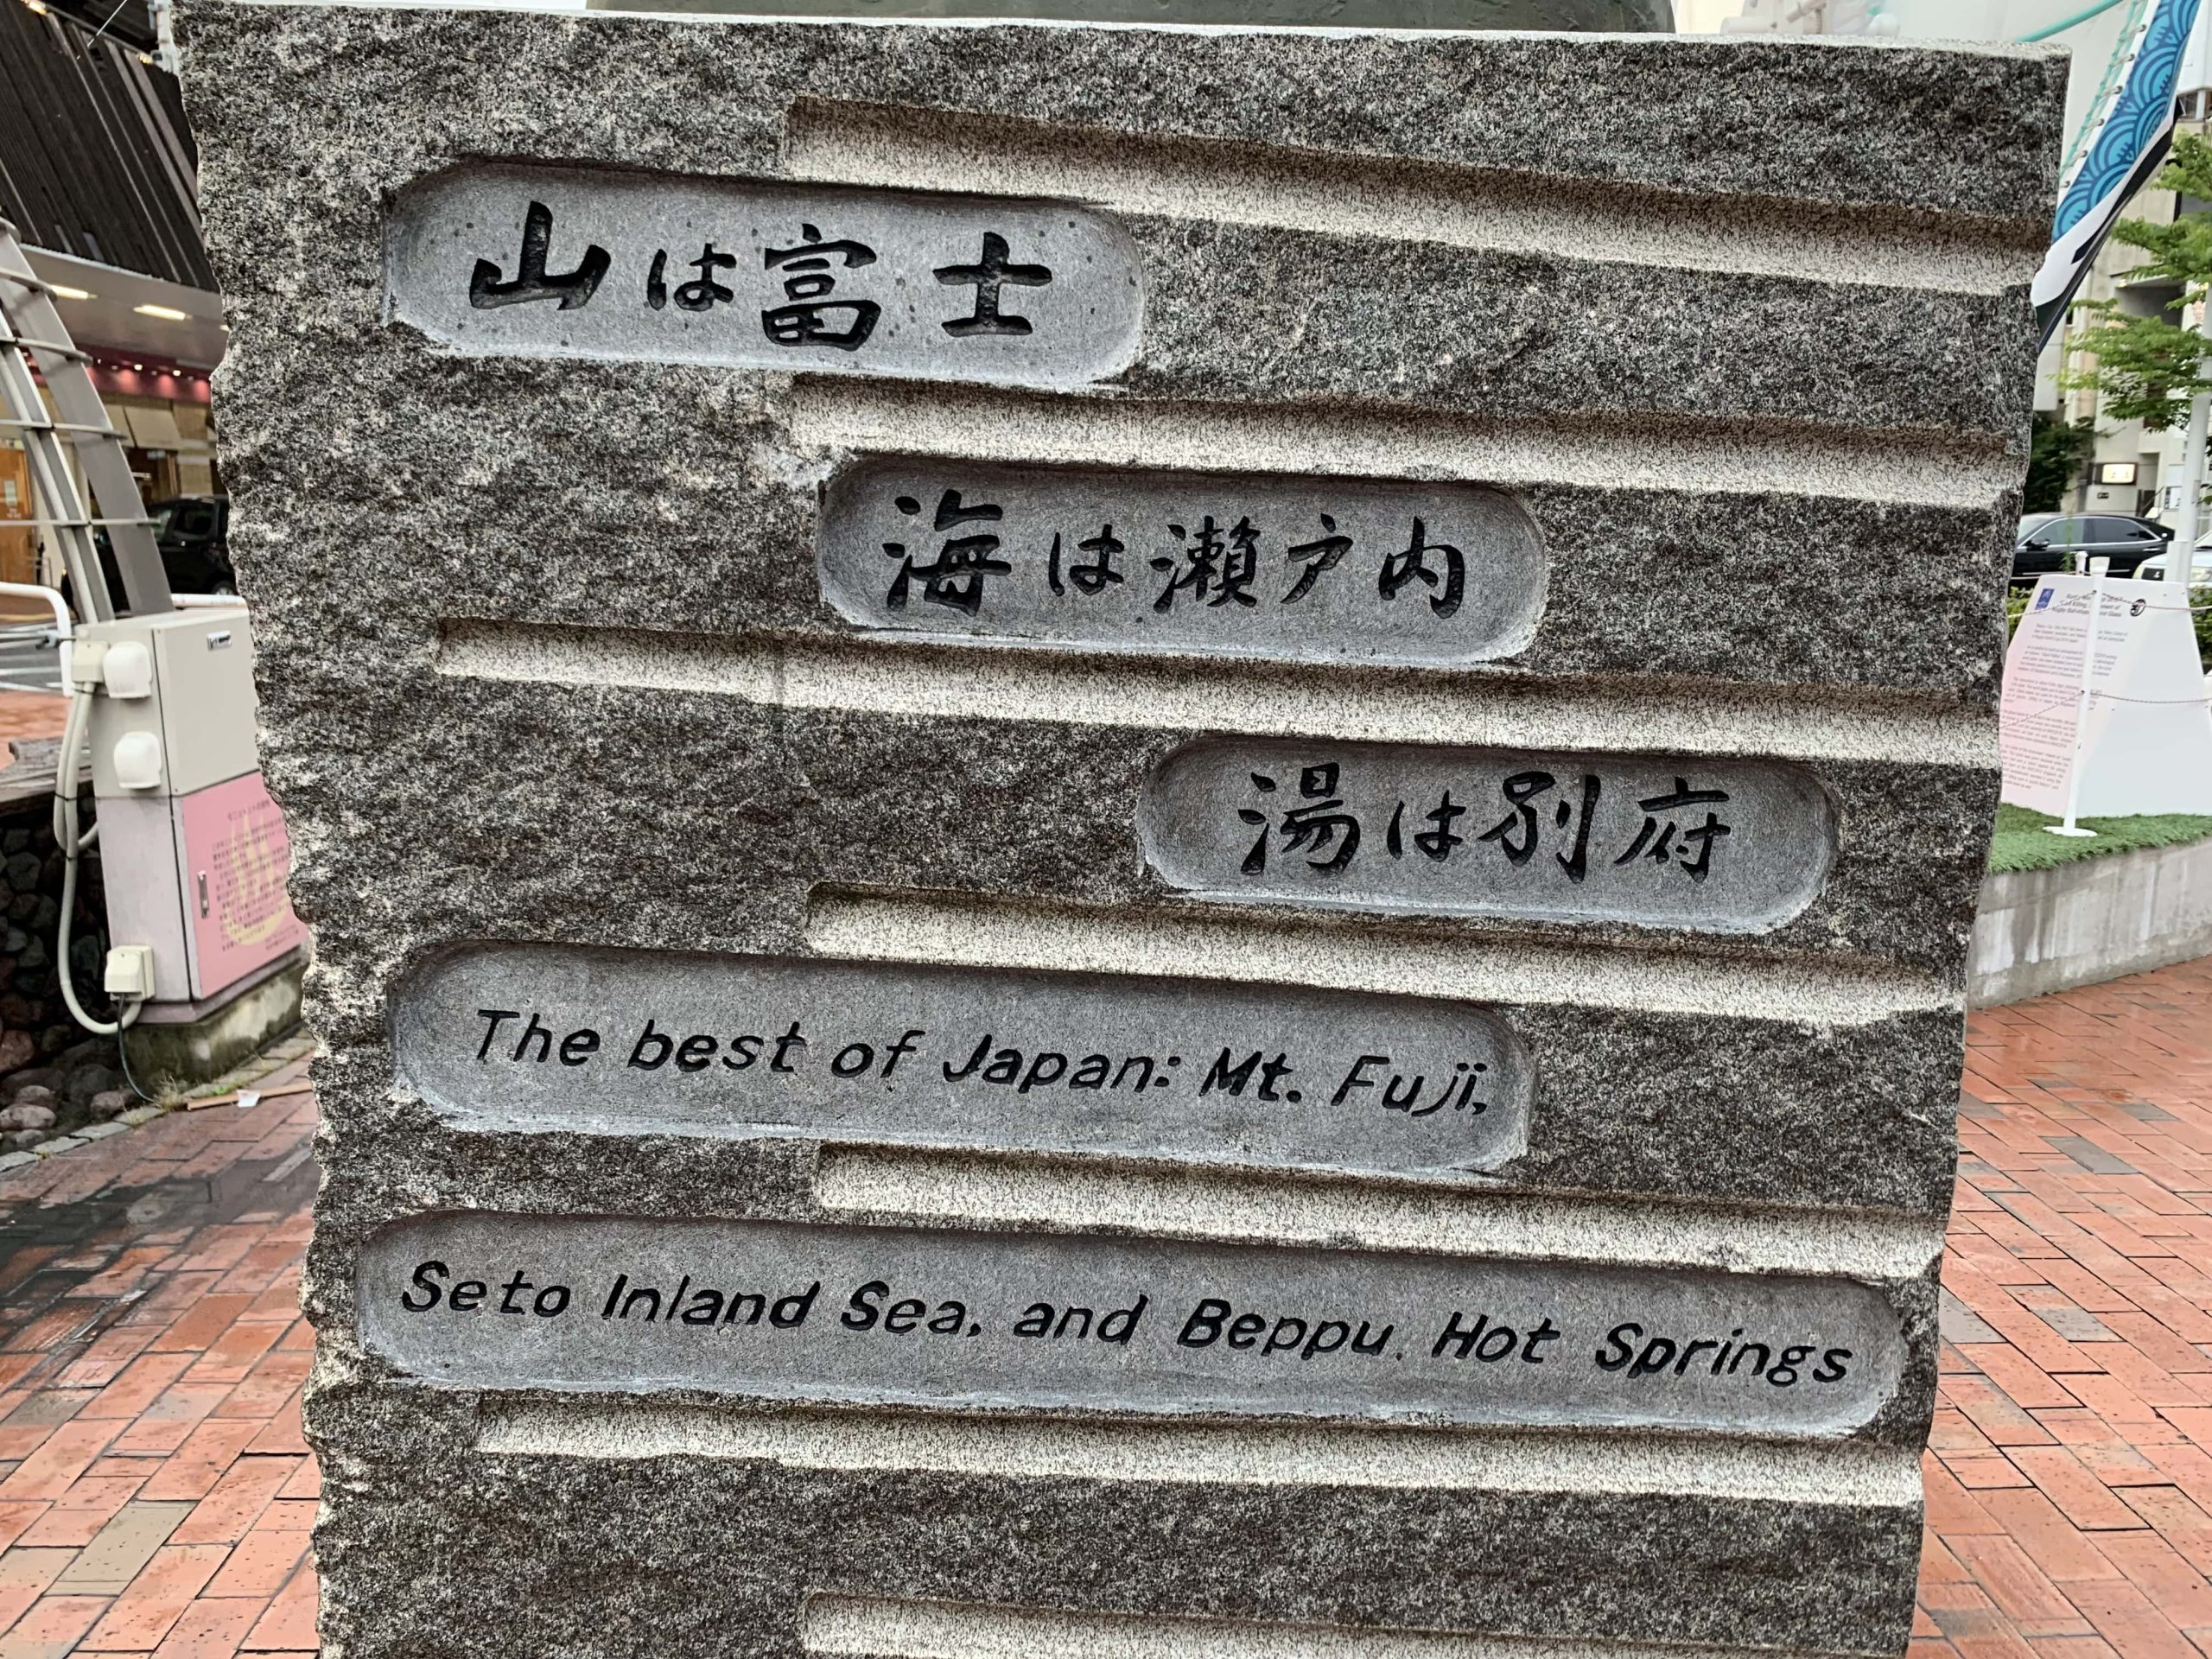 山は富士
海は瀬戸内
湯は別府
The best of Japan: Mt. Fuji,
Seto Inland Sea, and Beppu. Hot Springs